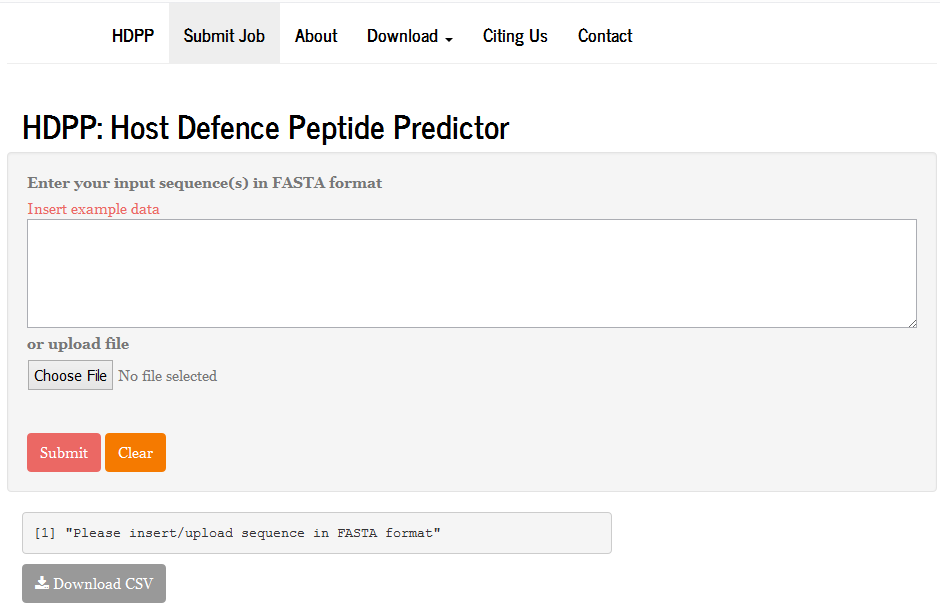 HDPP Submit Job About Download Citing Us Contact
HDPP: Host Defence Peptide Predictor
Enter your input sequence(s) in FASTA format
Insert example data
or upload file
Choose File No file selected
Submit Clear
[1] "Please insert/upload sequence in FASTA format"
Download CSV